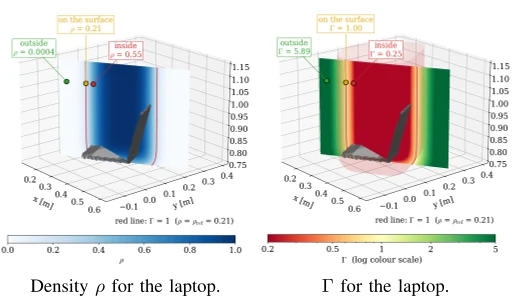 on the surface
ρ = 0.21
outside
ρ = 0.0004
inside
ρ = 0.55
1.15
1.10
1.05
1.00
0.95
0.90
0.85
0.80
0.75
0.2
0.3
0.4
0.5
0.6
x [m]
−0.1
0.0
0.1
0.2
0.3
0.4
y [m]
red line: Γ = 1 (ρ = ρref = 0.21)
0.0 0.2 0.4 0.6 0.8 1.0
ρ
Density ρ for the laptop.
on the surface
Γ = 1.00
outside
Γ = 5.89
inside
Γ = 0.25
1.15
1.10
1.05
1.00
0.95
0.90
0.85
0.80
0.75
0.2
0.3
0.4
0.5
0.6
x [m]
−0.1
0.0
0.1
0.2
0.3
0.4
y [m]
red line: Γ = 1 (ρ = ρref = 0.21)
0.2 0.5 1 2 5
Γ (log colour scale)
Γ for the laptop.